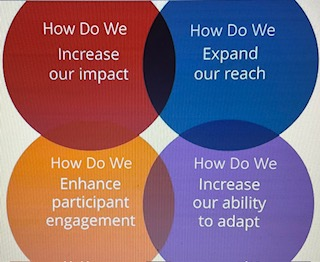 How Do We
Increase
our impact
How Do We
Expand
our reach
How Do We
Enhance
participant
engagement
How Do We
Increase
our ability
to adapt